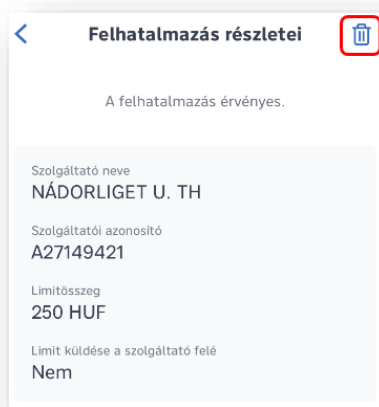 Felhatalmazás részletei
A felhatalmazás érvényes.
Szolgáltató neve
NÁDORLIGET U. TH
Szolgáltatói azonosító
A27149421
Limitösszeg
250 HUF
Limit küldése a szolgáltató felé
Nem